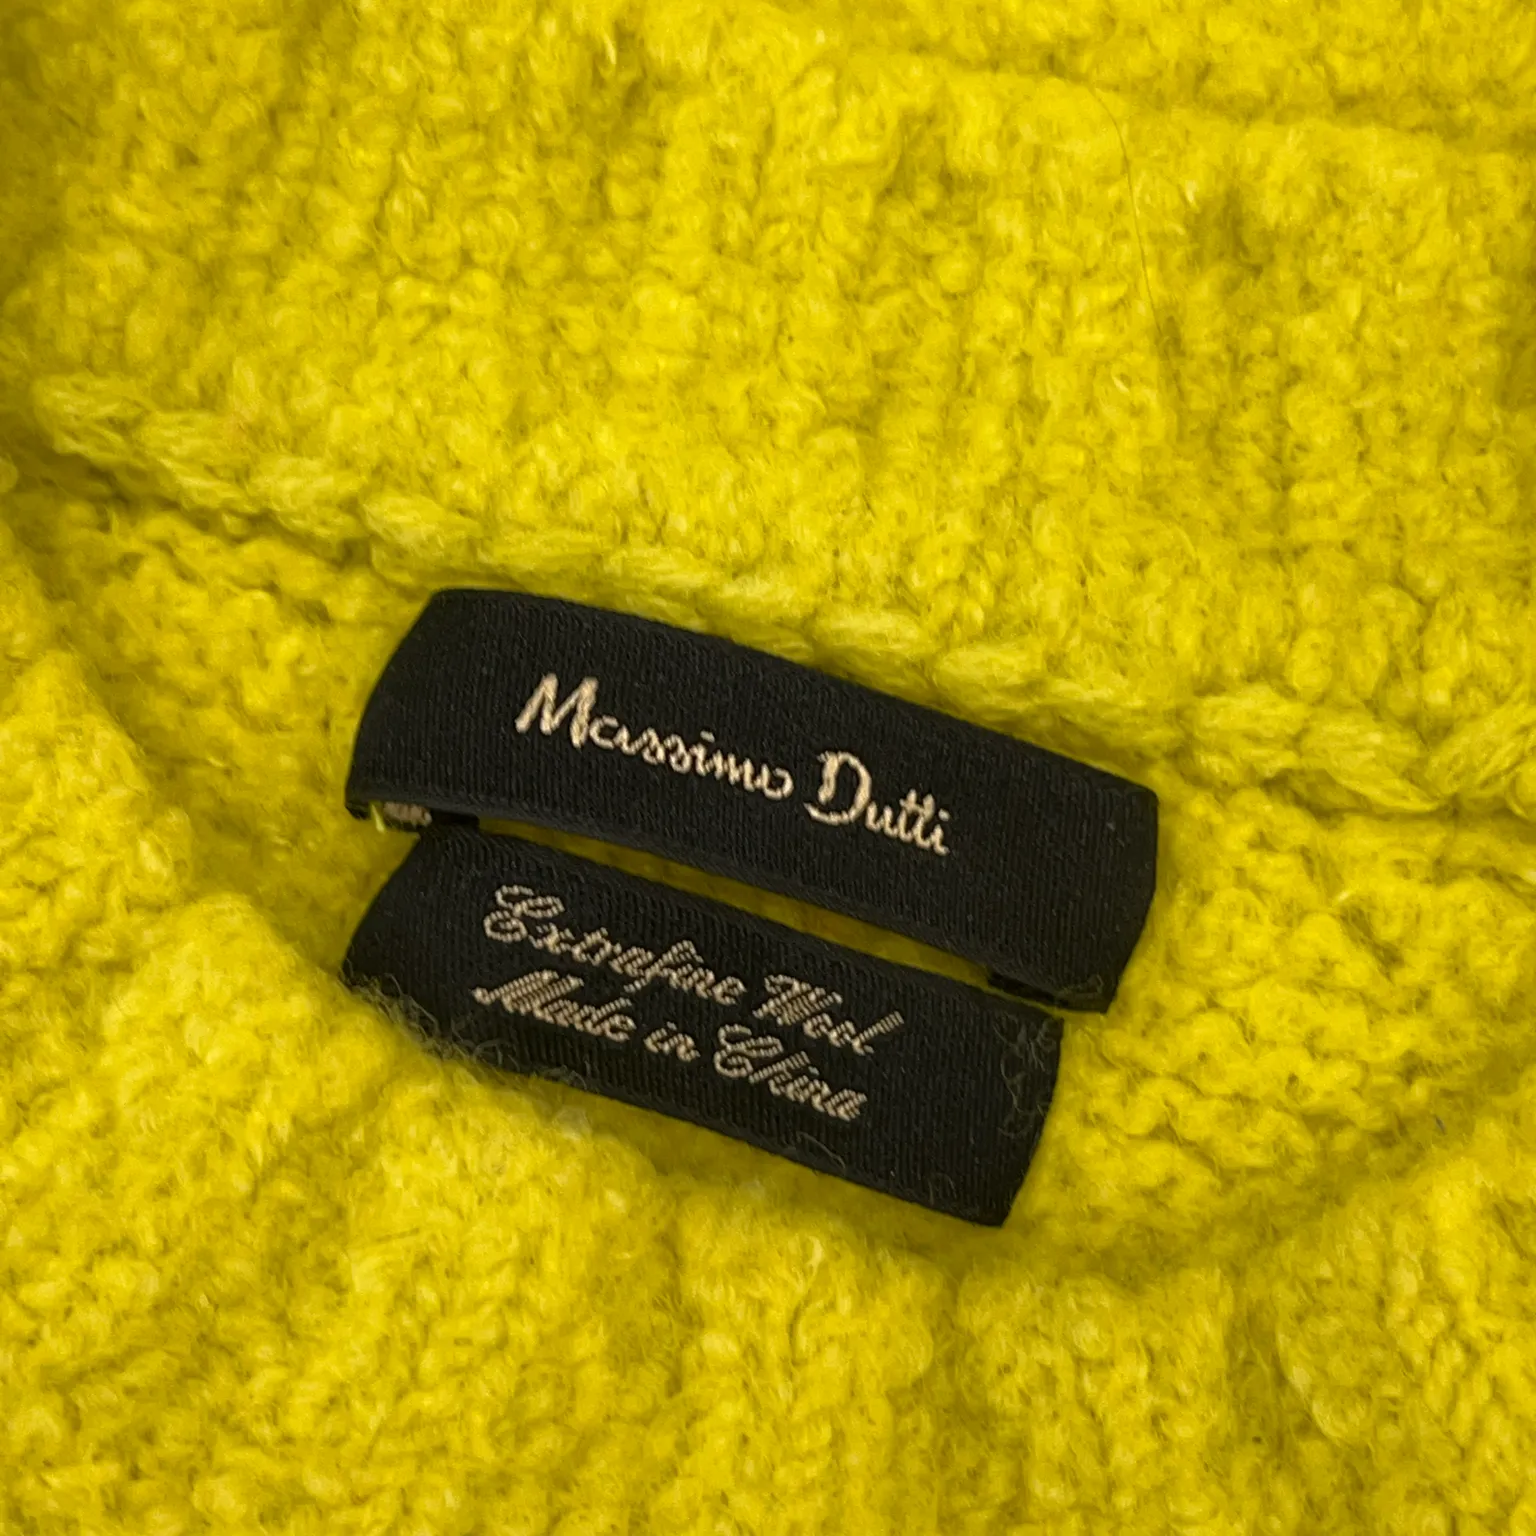 Massimo Dutti
Extrafine Wool
Made in China